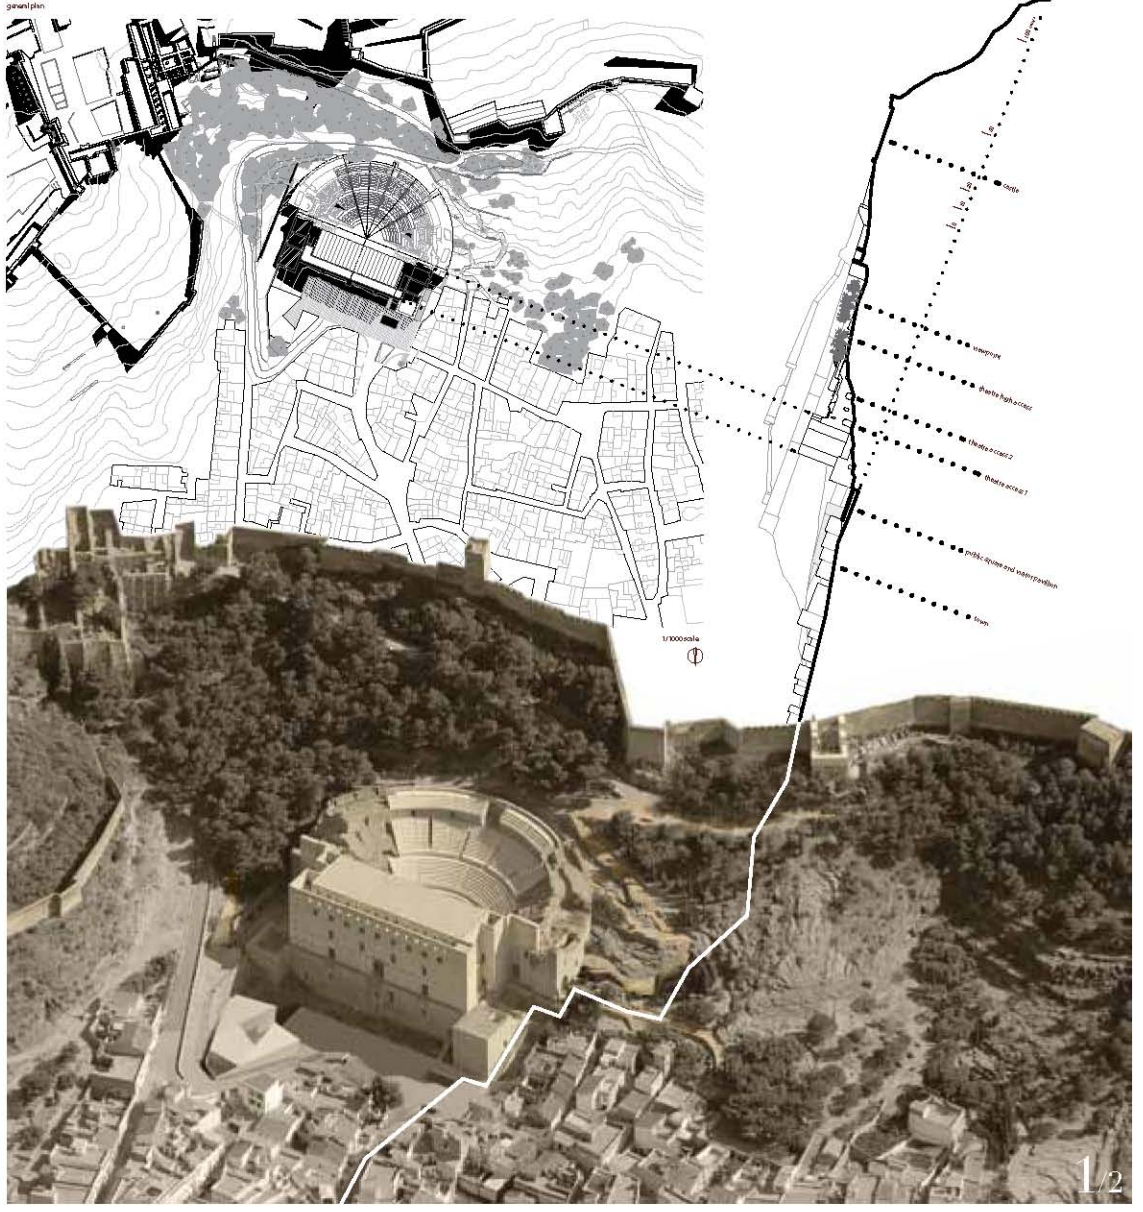 general plan
castle
viewpoint
theatre high access
theatre access 2
theatre access 1
public square and visitors pavilion
town
1/1000 scale
1/2